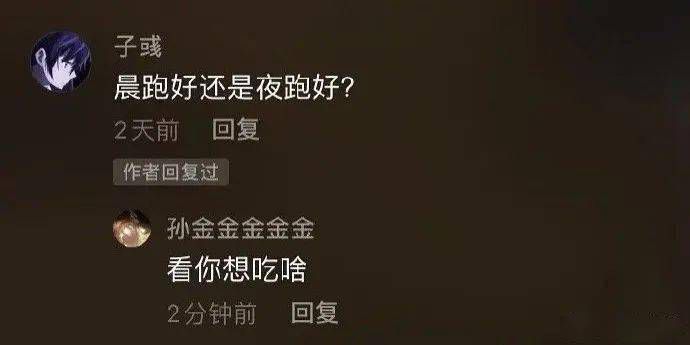 子彧
晨跑好还是夜跑好?
2天前 回复
作者回复过
孙金金金金金
看你想吃啥
2分钟前 回复